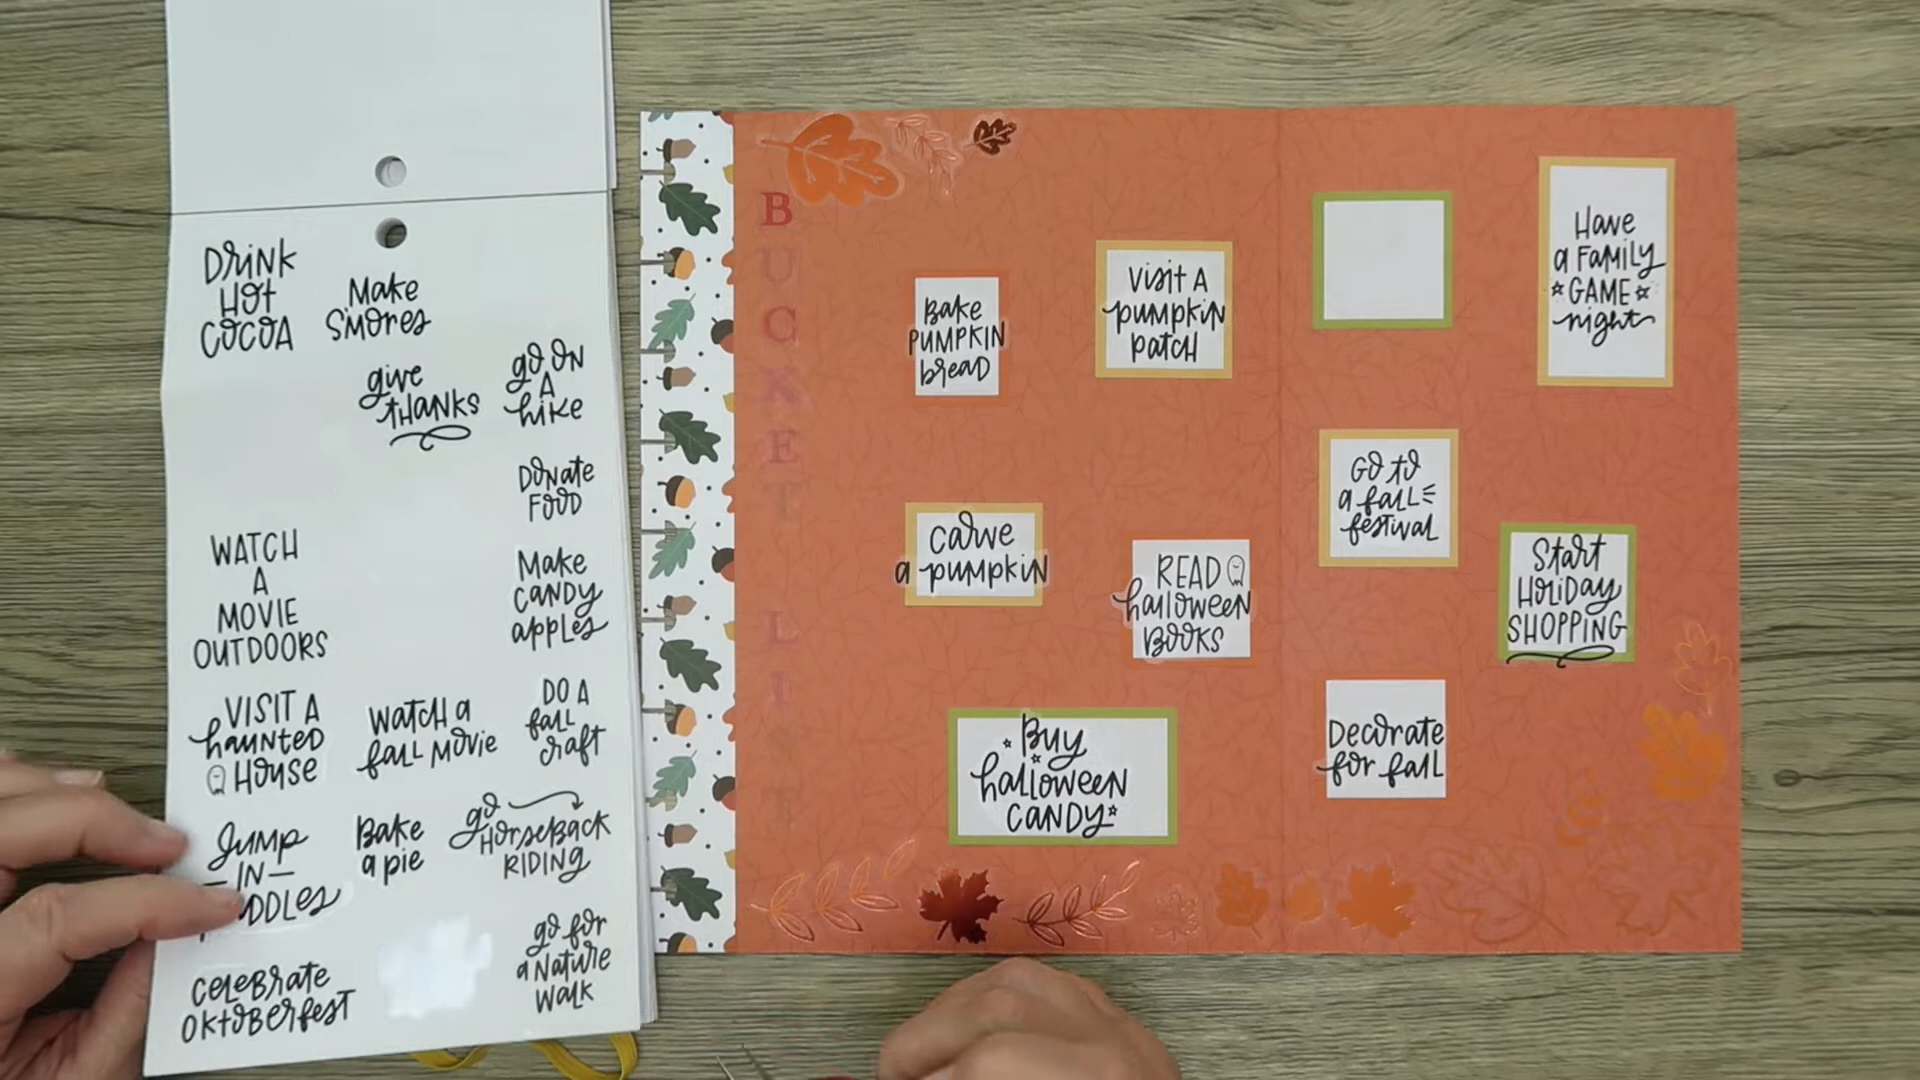 DRINK
HOT
COCOA
Make
S'mores
give
THANKS
go ON
A
hike
DONATE
FOOD
WATCH
A
MOVIE
OUTDOORS
Make
CANDY
apples
VISIT A
haunted
HOUSE
Watch a
fall Movie
DO A
fall
craft
Jump
-IN-
Bake
a pie
go
HORSEBACK
RIDING
go for
a Nature
WALK
CELEBRATE
OKTOBERfest
BUCKET
LIST
Bake
PUMPKIN
bread
Visit A
pumpkin
patch
Have
a FAMILY
GAME
night
GO TO
a fall
festival
carve
a pumpkin
READ
halloween
BOOKS
Start
HOLIDAY
SHOPPING
Buy
halloween
CANDY
Decorate
for fall